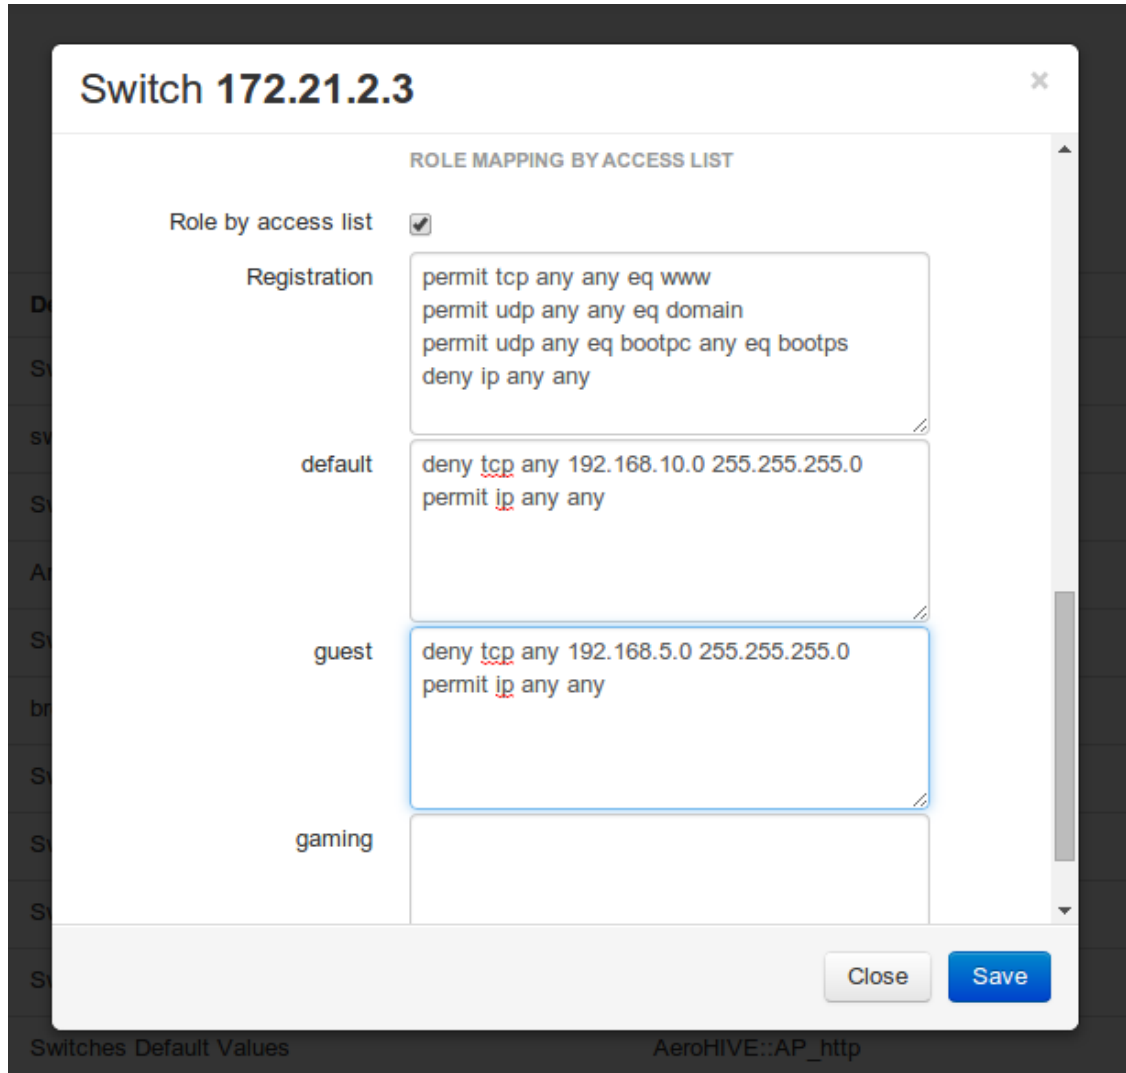 Switch 172.21.2.3
×
ROLE MAPPING BY ACCESS LIST
Role by access list
Registration
permit tcp any any eq www
permit udp any any eq domain
permit udp any eq bootpc any eq bootps
deny ip any any
default
deny tcp any 192.168.10.0 255.255.255.0
permit ip any any
guest
deny tcp any 192.168.5.0 255.255.255.0
permit ip any any
gaming
Close
Save
Switches Default Values
AeroHIVE::AP_http